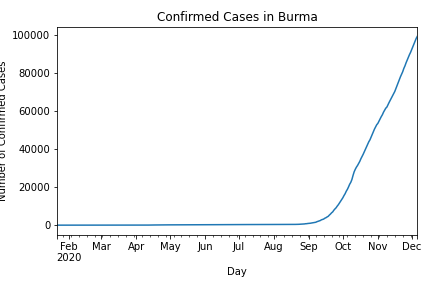 Confirmed Cases in Burma
Number of Confirmed Cases
100000
80000
60000
40000
20000
0
Feb Mar Apr May Jun Jul Aug Sep Oct Nov Dec
2020
Day